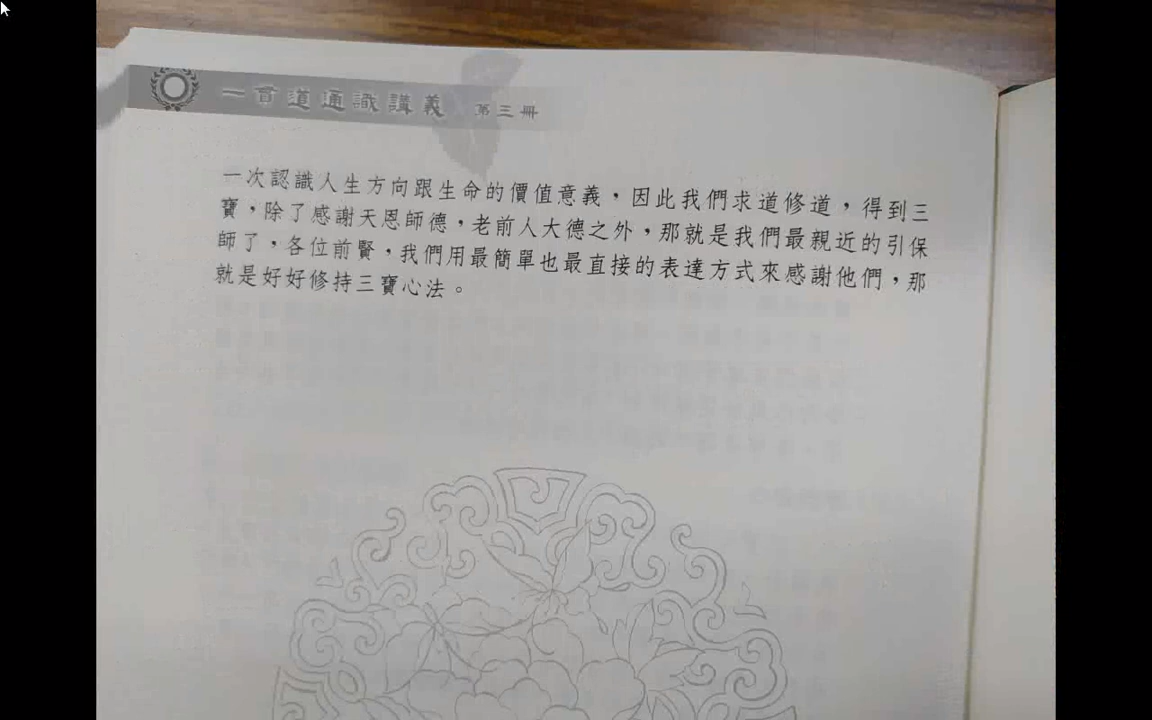 一貫道通識講義 第三冊
一次認識人生方向跟生命的價值意義，因此我們求道修道，得到三
寶，除了感謝天恩師德，老前人大德之外，那就是我們最親近的引保
師了，各位前賢，我們用最簡單也最直接的表達方式來感謝他們，那
就是好好修持三寶心法。